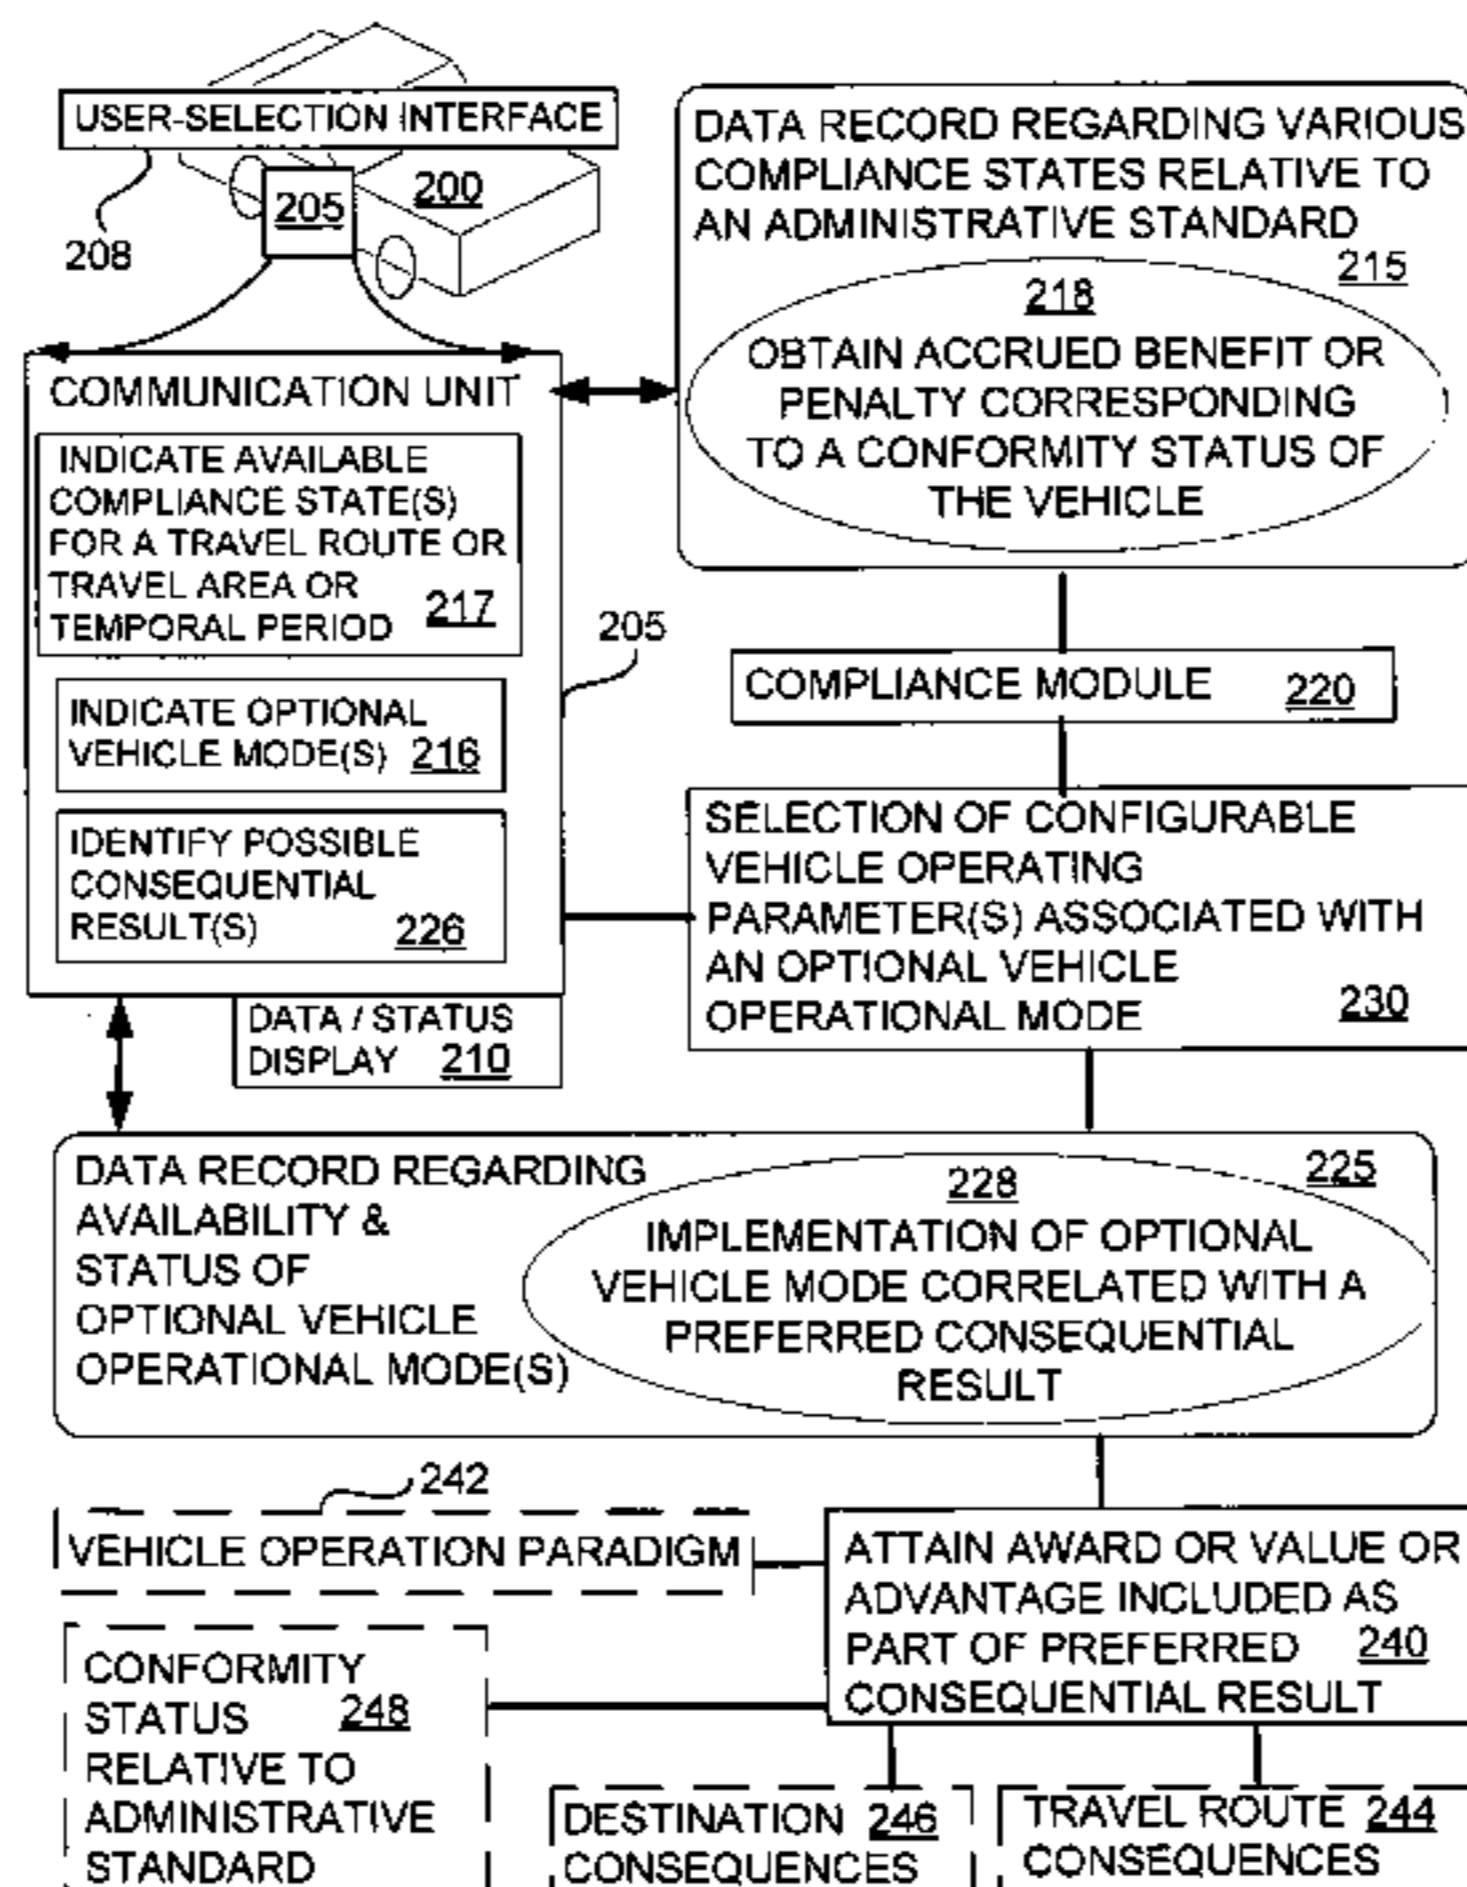 USER-SELECTION INTERFACE
200
205
208
DATA RECORD REGARDING VARIOUS
COMPLIANCE STATES RELATIVE TO
AN ADMINISTRATIVE STANDARD
215
218
OBTAIN ACCRUED BENEFIT OR
PENALTY CORRESPONDING
TO A CONFORMITY STATUS OF
THE VEHICLE
COMMUNICATION UNIT
INDICATE AVAILABLE
COMPLIANCE STATE(S)
FOR A TRAVEL ROUTE OR
TRAVEL AREA OR
TEMPORAL PERIOD 217
205
INDICATE OPTIONAL
VEHICLE MODE(S) 216
IDENTIFY POSSIBLE
CONSEQUENTIAL
RESULT(S) 226
DATA / STATUS
DISPLAY 210
COMPLIANCE MODULE 220
SELECTION OF CONFIGURABLE
VEHICLE OPERATING
PARAMETER(S) ASSOCIATED WITH
AN OPTIONAL VEHICLE
OPERATIONAL MODE 230
DATA RECORD REGARDING
AVAILABILITY &
STATUS OF
OPTIONAL VEHICLE
OPERATIONAL MODE(S)
225
228
IMPLEMENTATION OF OPTIONAL
VEHICLE MODE CORRELATED WITH A
PREFERRED CONSEQUENTIAL
RESULT
242
VEHICLE OPERATION PARADIGM
ATTAIN AWARD OR VALUE OR
ADVANTAGE INCLUDED AS
PART OF PREFERRED 240
CONSEQUENTIAL RESULT
CONFORMITY
STATUS 248
RELATIVE TO
ADMINISTRATIVE
STANDARD
DESTINATION 246
CONSEQUENCES
TRAVEL ROUTE 244
CONSEQUENCES